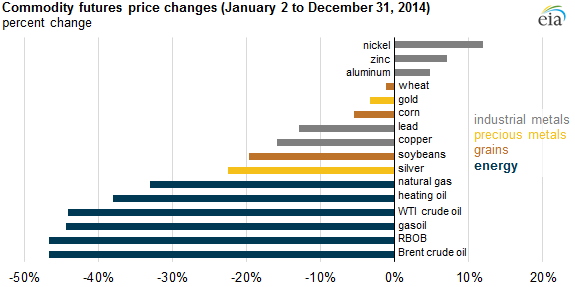 Commodity futures price changes (January 2 to December 31, 2014)
percent change
eia
nickel
zinc
aluminum
wheat
gold
corn
lead
copper
soybeans
silver
natural gas
heating oil
WTI crude oil
gasoil
RBOB
Brent crude oil
industrial metals
precious metals
grains
energy
-50% -40% -30% -20% -10% 0% 10% 20%